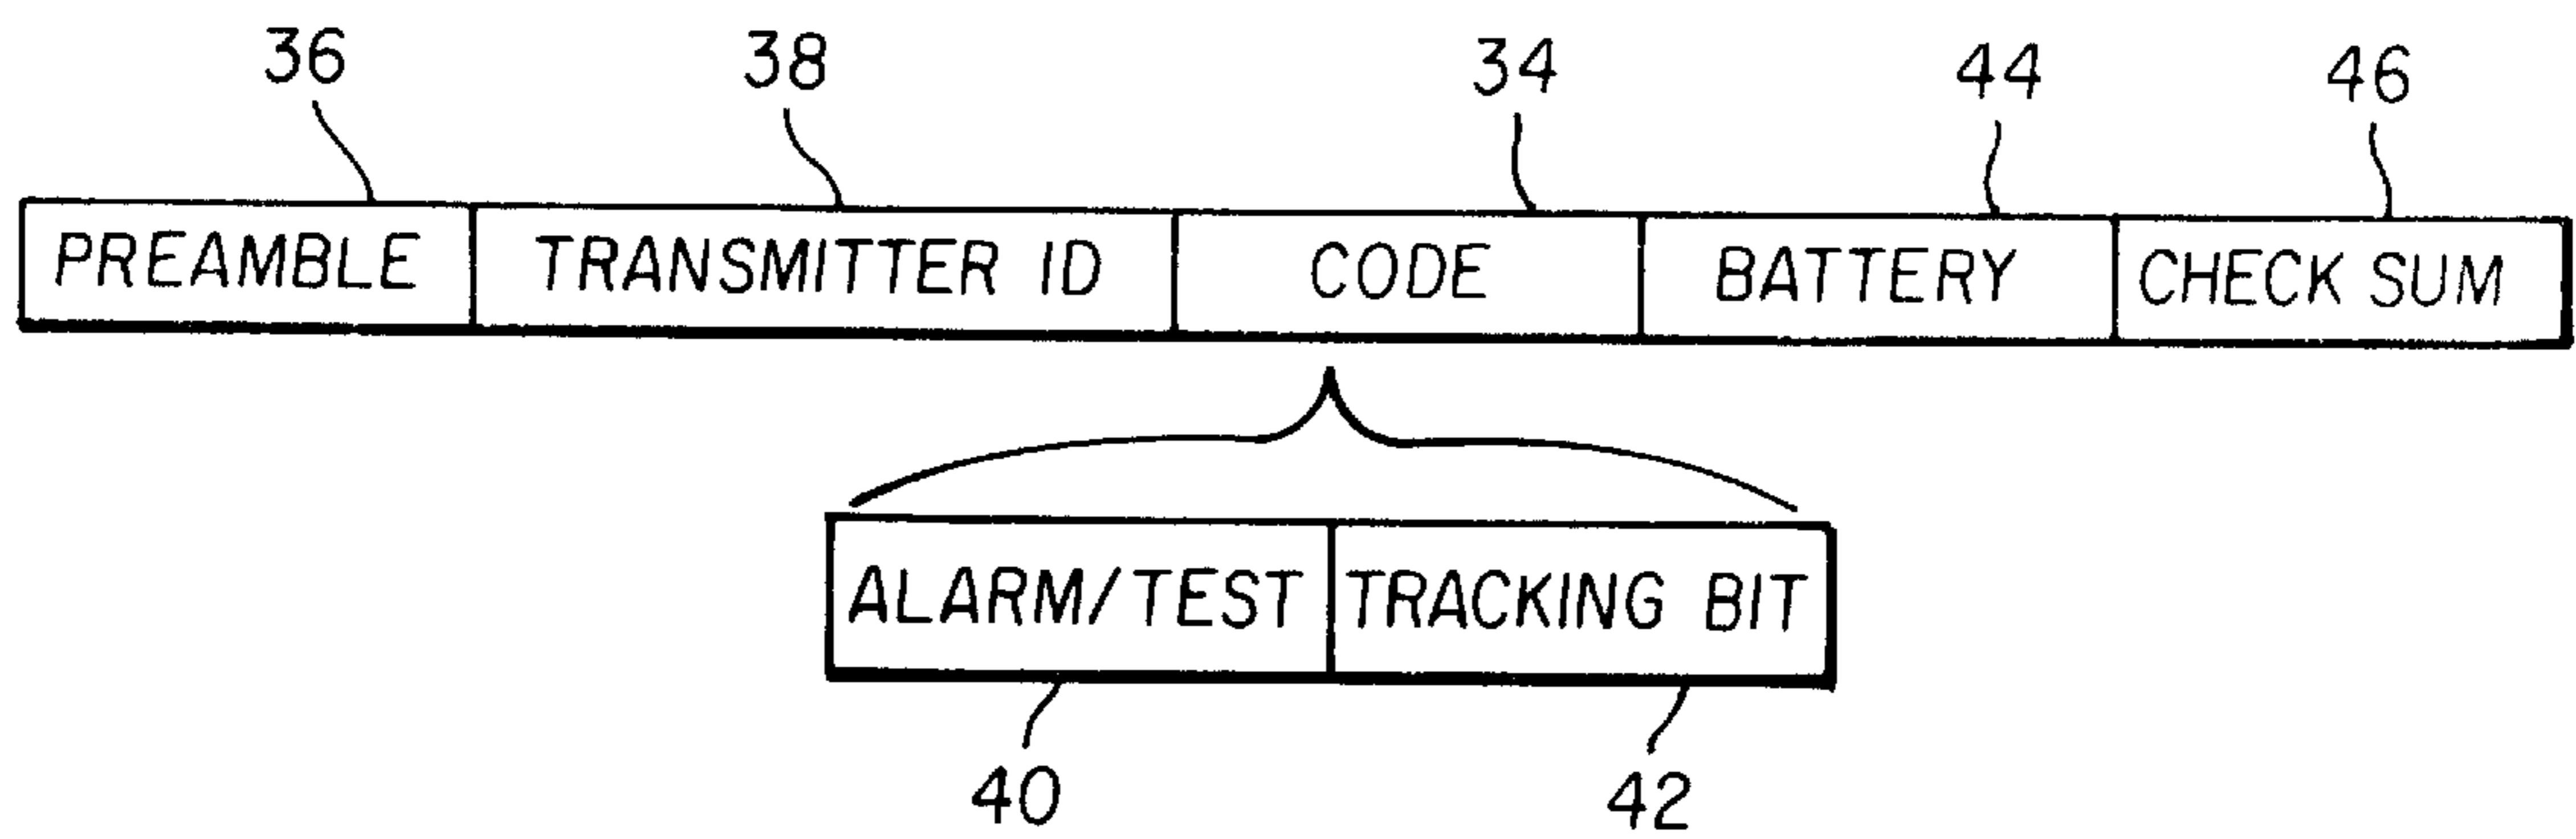 36 38 34 44 46
PREAMBLE TRANSMITTER ID CODE BATTERY CHECK SUM
ALARM/TEST TRACKING BIT
40 42